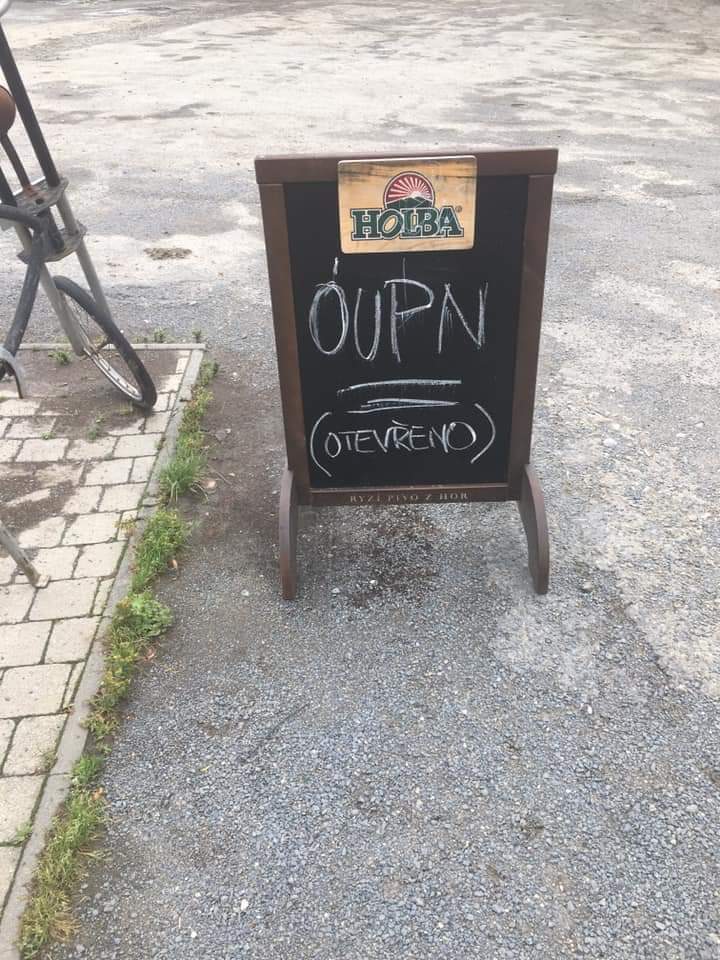 HOLBA
ÓUPN
(OTEVŘENO)
RYZÍ PIVO Z HOR